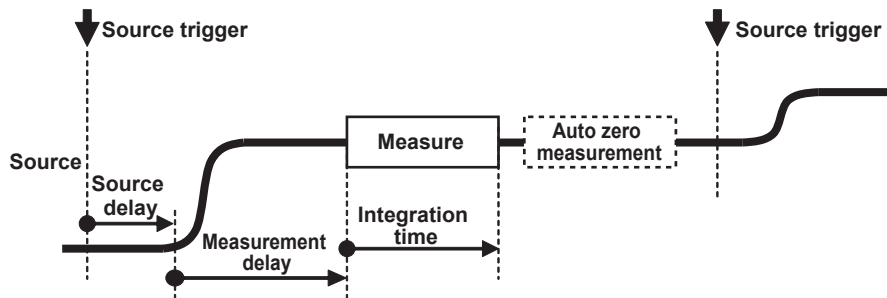 Source trigger
Source trigger
Measure
Auto zero
measurement
Source
Source
delay
Integration
time
Measurement
delay